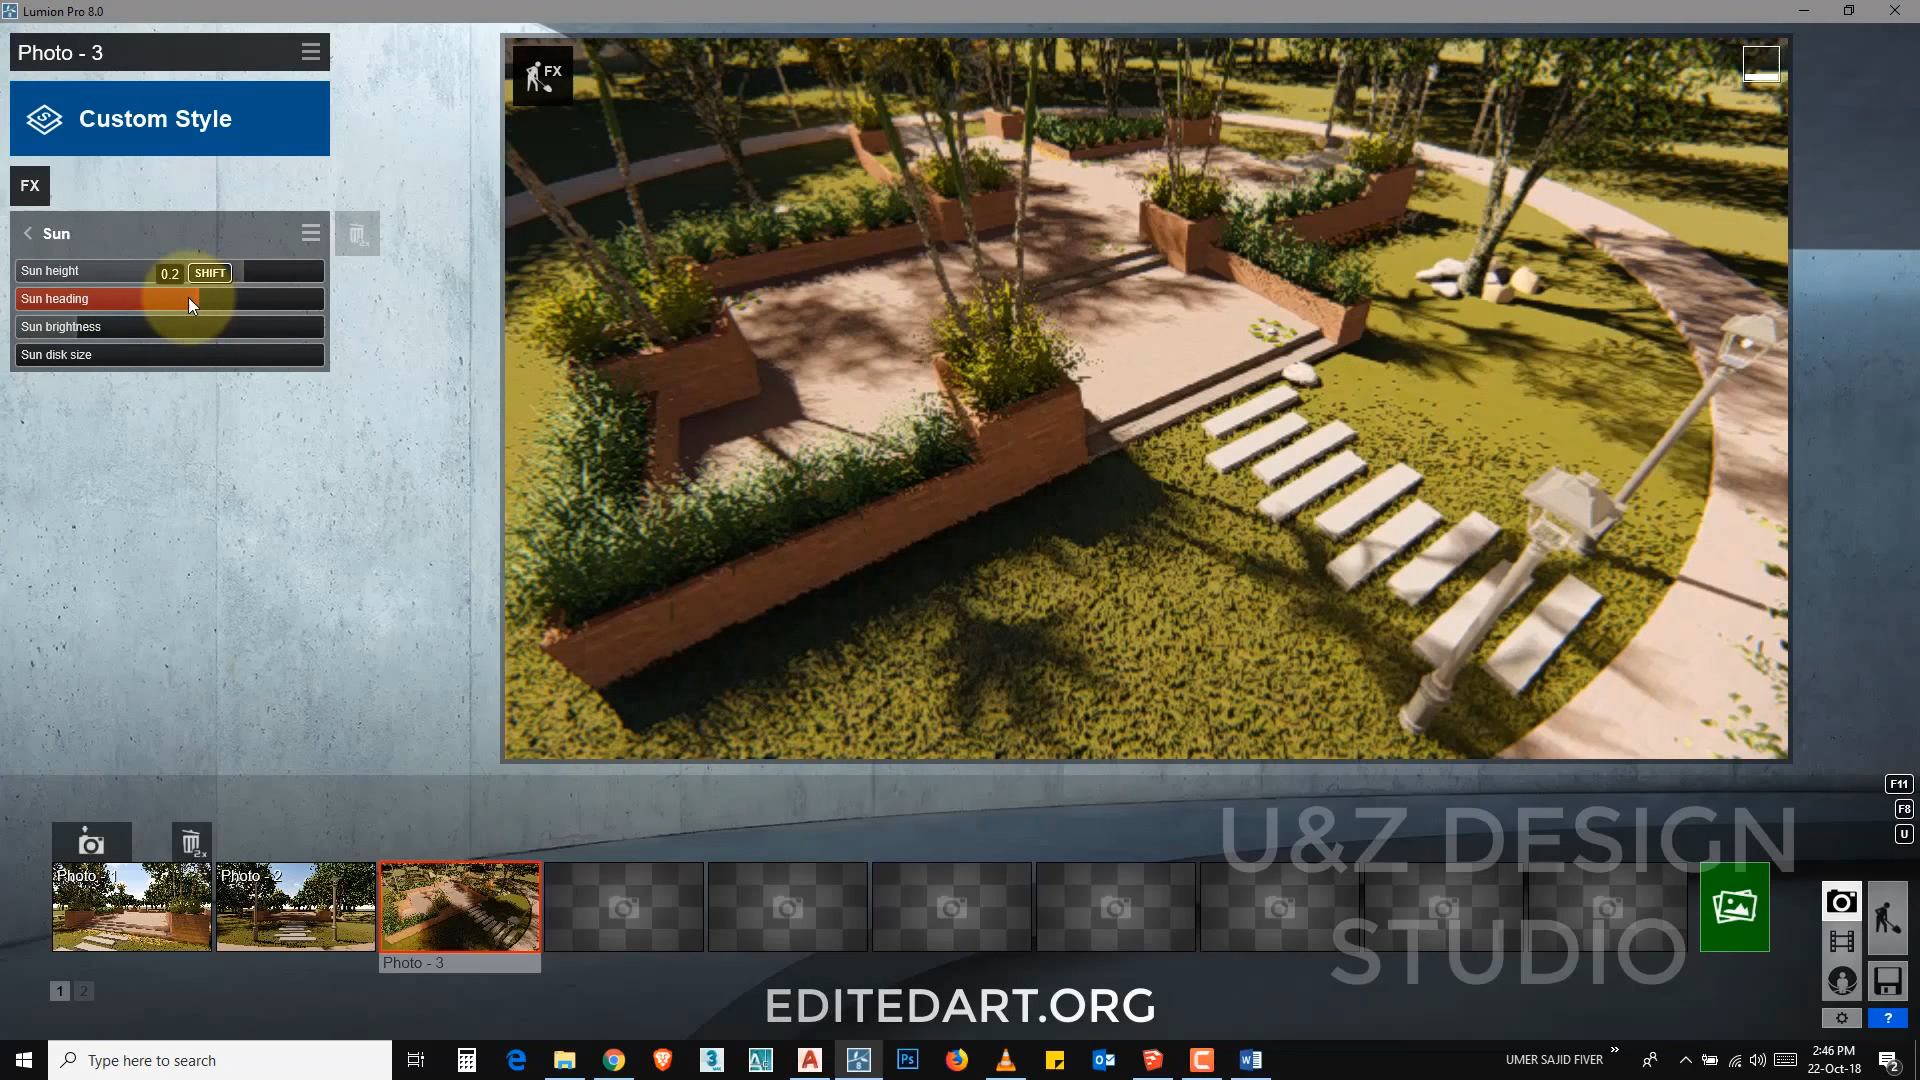 Lumion Pro 8.0
Photo - 3
Custom Style
FX
FX
Sun
Sun height
0.2 SHIFT
Sun heading
Sun brightness
Sun disk size
F11
F8
U
U&Z DESIGN
STUDIO
2x
Photo - 1
Photo - 2
Photo - 3
1 2
EDITEDART.ORG
?
Type here to search
UMER SAJID FIVER
2:46 PM
22-Oct-18
2